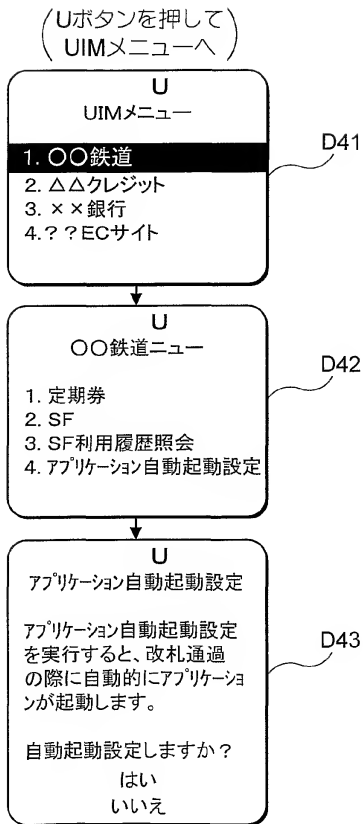 Uボタンを押して
UIMメニューへ
U
UIMメニュー
1. 〇〇鉄道
2. △△クレジット
3. ××銀行
4.??ECサイト
D41
U
〇〇鉄道ニュー
1. 定期券
2. SF
3. SF利用履歴照会
4. アプリケーション自動起動設定
D42
U
アプリケーション自動起動設定
アプリケーション自動起動設定
を実行すると、改札通過
の際に自動的にアプリケーショ
ンが起動します。
自動起動設定しますか?
はい
いいえ
D43